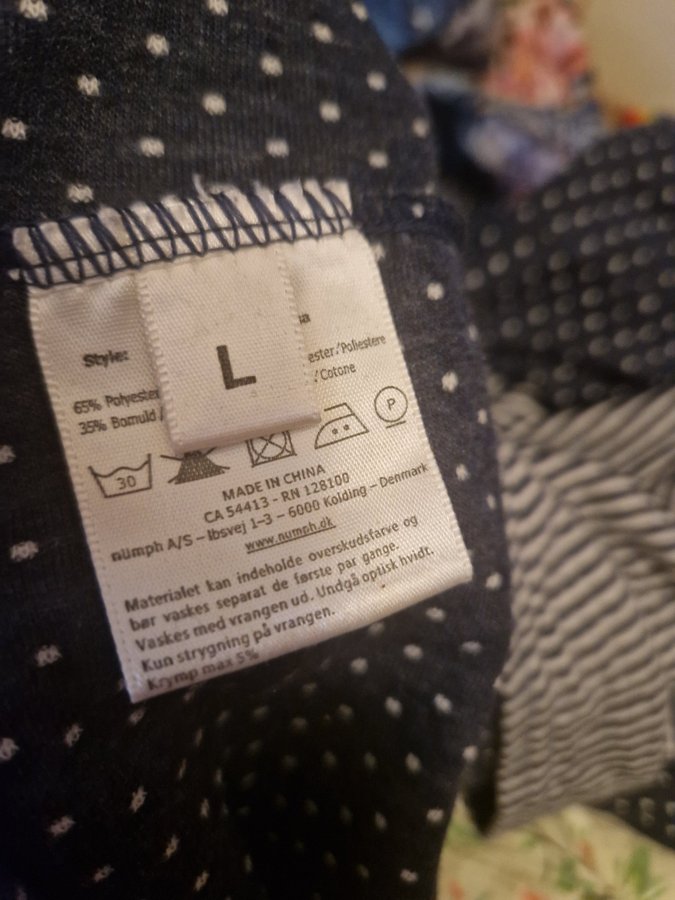 Style:
L
65% Polyester
ester/Poliestere
35% Bomuld /
/ Cotone
30
P
MADE IN CHINA
CA 54413 - RN 128100
nümph A/S – Ibsvej 1–3 – 6000 Kolding – Denmark
www.numph.dk
Materialet kan indeholde overskudsfarve og
bør vaskes separat de første par gange.
Vaskes med vrangen ud. Undgå optisk hvidt.
Kun strygning på vrangen.
Krymp max 5%